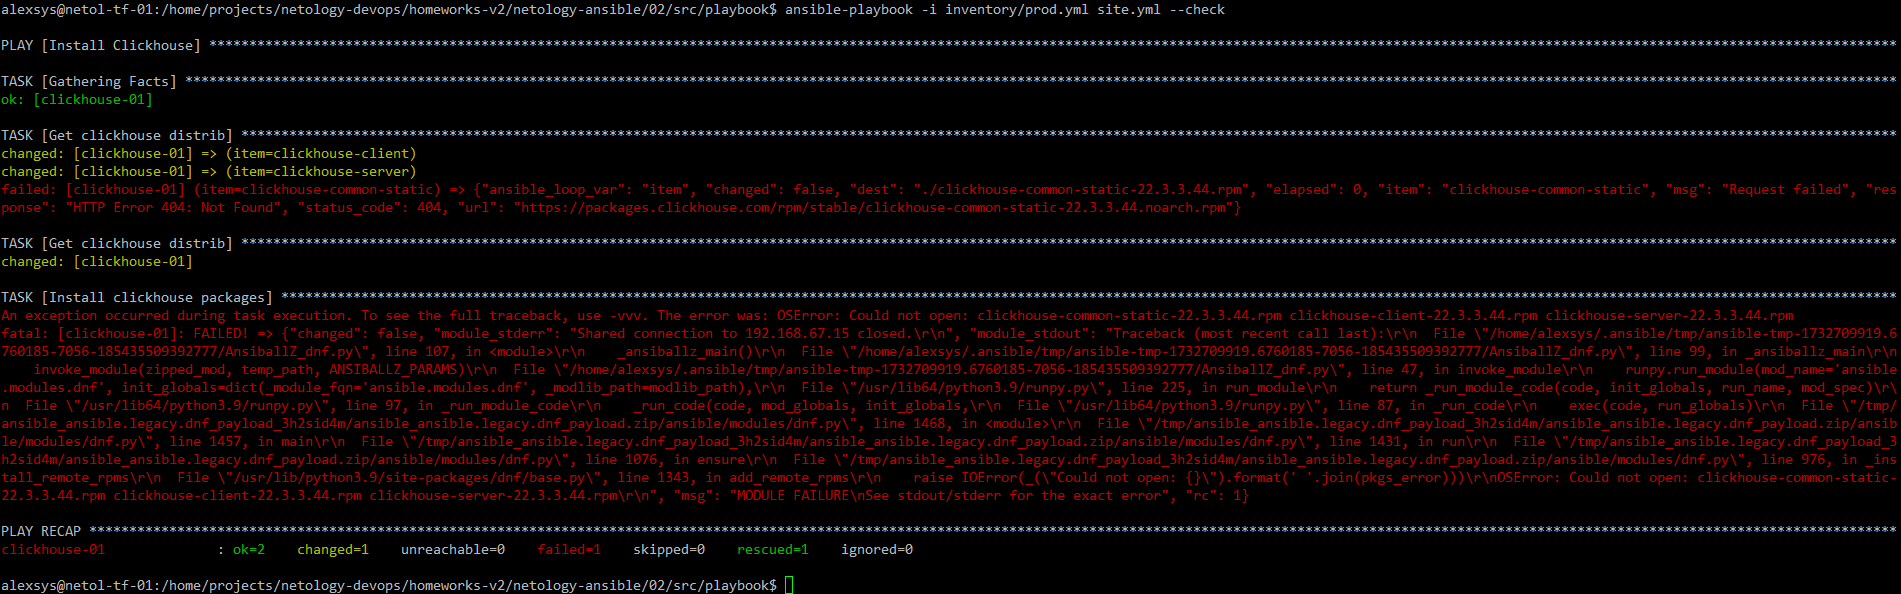 alexsys@netol-tf-01:/home/projects/netology-devops/homeworks-v2/netology-ansible/02/src/playbook$ ansible-playbook -i inventory/prod.yml site.yml --check
PLAY [Install Clickhouse] ****************************************************************************************************************************************************************************************************************
TASK [Gathering Facts] *******************************************************************************************************************************************************************************************************************
ok: [clickhouse-01]
TASK [Get clickhouse distrib] ************************************************************************************************************************************************************************************************************
changed: [clickhouse-01] => (item=clickhouse-client)
changed: [clickhouse-01] => (item=clickhouse-server)
failed: [clickhouse-01] (item=clickhouse-common-static) => {"ansible_loop_var": "item", "changed": false, "dest": "./clickhouse-common-static-22.3.3.44.rpm", "elapsed": 0, "item": "clickhouse-common-static", "msg": "Request failed", "res
ponse": "HTTP Error 404: Not Found", "status_code": 404, "url": "https://packages.clickhouse.com/rpm/stable/clickhouse-common-static-22.3.3.44.noarch.rpm"}
TASK [Get clickhouse distrib] ************************************************************************************************************************************************************************************************************
changed: [clickhouse-01]
TASK [Install clickhouse packages] *******************************************************************************************************************************************************************************************************
An exception occurred during task execution. To see the full traceback, use -vvv. The error was: OSError: Could not open: clickhouse-common-static-22.3.3.44.rpm clickhouse-client-22.3.3.44.rpm clickhouse-server-22.3.3.44.rpm
fatal: [clickhouse-01]: FAILED! => {"changed": false, "module_stderr": "Shared connection to 192.168.67.15 closed.\r\n", "module_stdout": "Traceback (most recent call last):\r\n  File \"/home/alexsys/.ansible/tmp/ansible-tmp-1732709919.6
760185-7056-185435509392777/AnsiballZ_dnf.py\", line 107, in <module>\r\n    _ansiballz_main()\r\n  File \"/home/alexsys/.ansible/tmp/ansible-tmp-1732709919.6760185-7056-185435509392777/AnsiballZ_dnf.py\", line 99, in _ansiballz_main\r\n
    invoke_module(zipped_mod, temp_path, ANSIBALLZ_PARAMS)\r\n  File \"/home/alexsys/.ansible/tmp/ansible-tmp-1732709919.6760185-7056-185435509392777/AnsiballZ_dnf.py\", line 47, in invoke_module\r\n    runpy.run_module(mod_name='ansible
.modules.dnf', init_globals=dict(_module_fqn='ansible.modules.dnf', _modlib_path=modlib_path),\r\n  File \"/usr/lib64/python3.9/runpy.py\", line 225, in run_module\r\n    return _run_module_code(code, init_globals, run_name, mod_spec)\r\
n  File \"/usr/lib64/python3.9/runpy.py\", line 97, in _run_module_code\r\n    _run_code(code, mod_globals, init_globals,\r\n  File \"/usr/lib64/python3.9/runpy.py\", line 87, in _run_code\r\n    exec(code, run_globals)\r\n  File \"/tmp/
ansible_ansible.legacy.dnf_payload_3h2sid4m/ansible_ansible.legacy.dnf_payload.zip/ansible/modules/dnf.py\", line 1468, in <module>\r\n  File \"/tmp/ansible_ansible.legacy.dnf_payload_3h2sid4m/ansible_ansible.legacy.dnf_payload.zip/ansib
le/modules/dnf.py\", line 1457, in main\r\n  File \"/tmp/ansible_ansible.legacy.dnf_payload_3h2sid4m/ansible_ansible.legacy.dnf_payload.zip/ansible/modules/dnf.py\", line 1431, in run\r\n  File \"/tmp/ansible_ansible.legacy.dnf_payload_3
h2sid4m/ansible_ansible.legacy.dnf_payload.zip/ansible/modules/dnf.py\", line 1076, in ensure\r\n  File \"/tmp/ansible_ansible.legacy.dnf_payload_3h2sid4m/ansible_ansible.legacy.dnf_payload.zip/ansible/modules/dnf.py\", line 976, in _ins
tall_remote_rpms\r\n  File \"/usr/lib/python3.9/site-packages/dnf/base.py\", line 1343, in add_remote_rpms\r\n    raise IOError(_(\"Could not open: {}\").format(' '.join(pkgs_error)))\r\nOSError: Could not open: clickhouse-common-static-
22.3.3.44.rpm clickhouse-client-22.3.3.44.rpm clickhouse-server-22.3.3.44.rpm\r\n", "msg": "MODULE FAILURE\nSee stdout/stderr for the exact error", "rc": 1}
PLAY RECAP *******************************************************************************************************************************************************************************************************************************
clickhouse-01              : ok=2    changed=1    unreachable=0    failed=1    skipped=0    rescued=1    ignored=0
alexsys@netol-tf-01:/home/projects/netology-devops/homeworks-v2/netology-ansible/02/src/playbook$